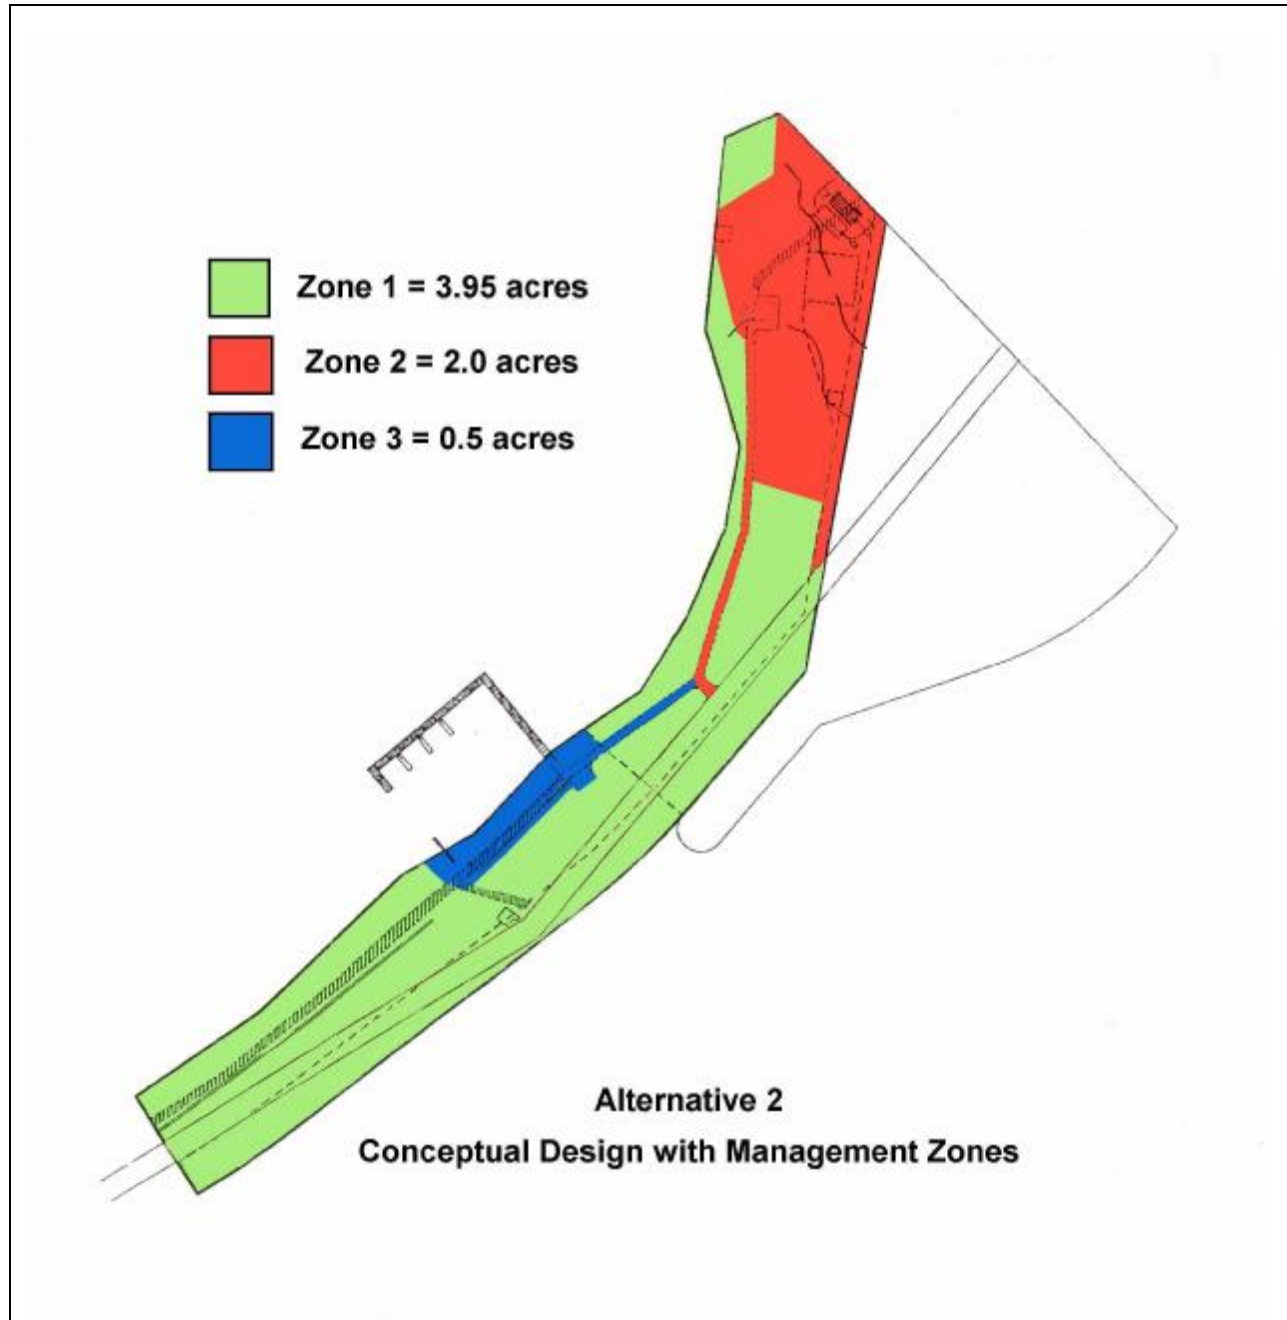 Zone 1 = 3.95 acres
Zone 2 = 2.0 acres
Zone 3 = 0.5 acres
Alternative 2
Conceptual Design with Management Zones